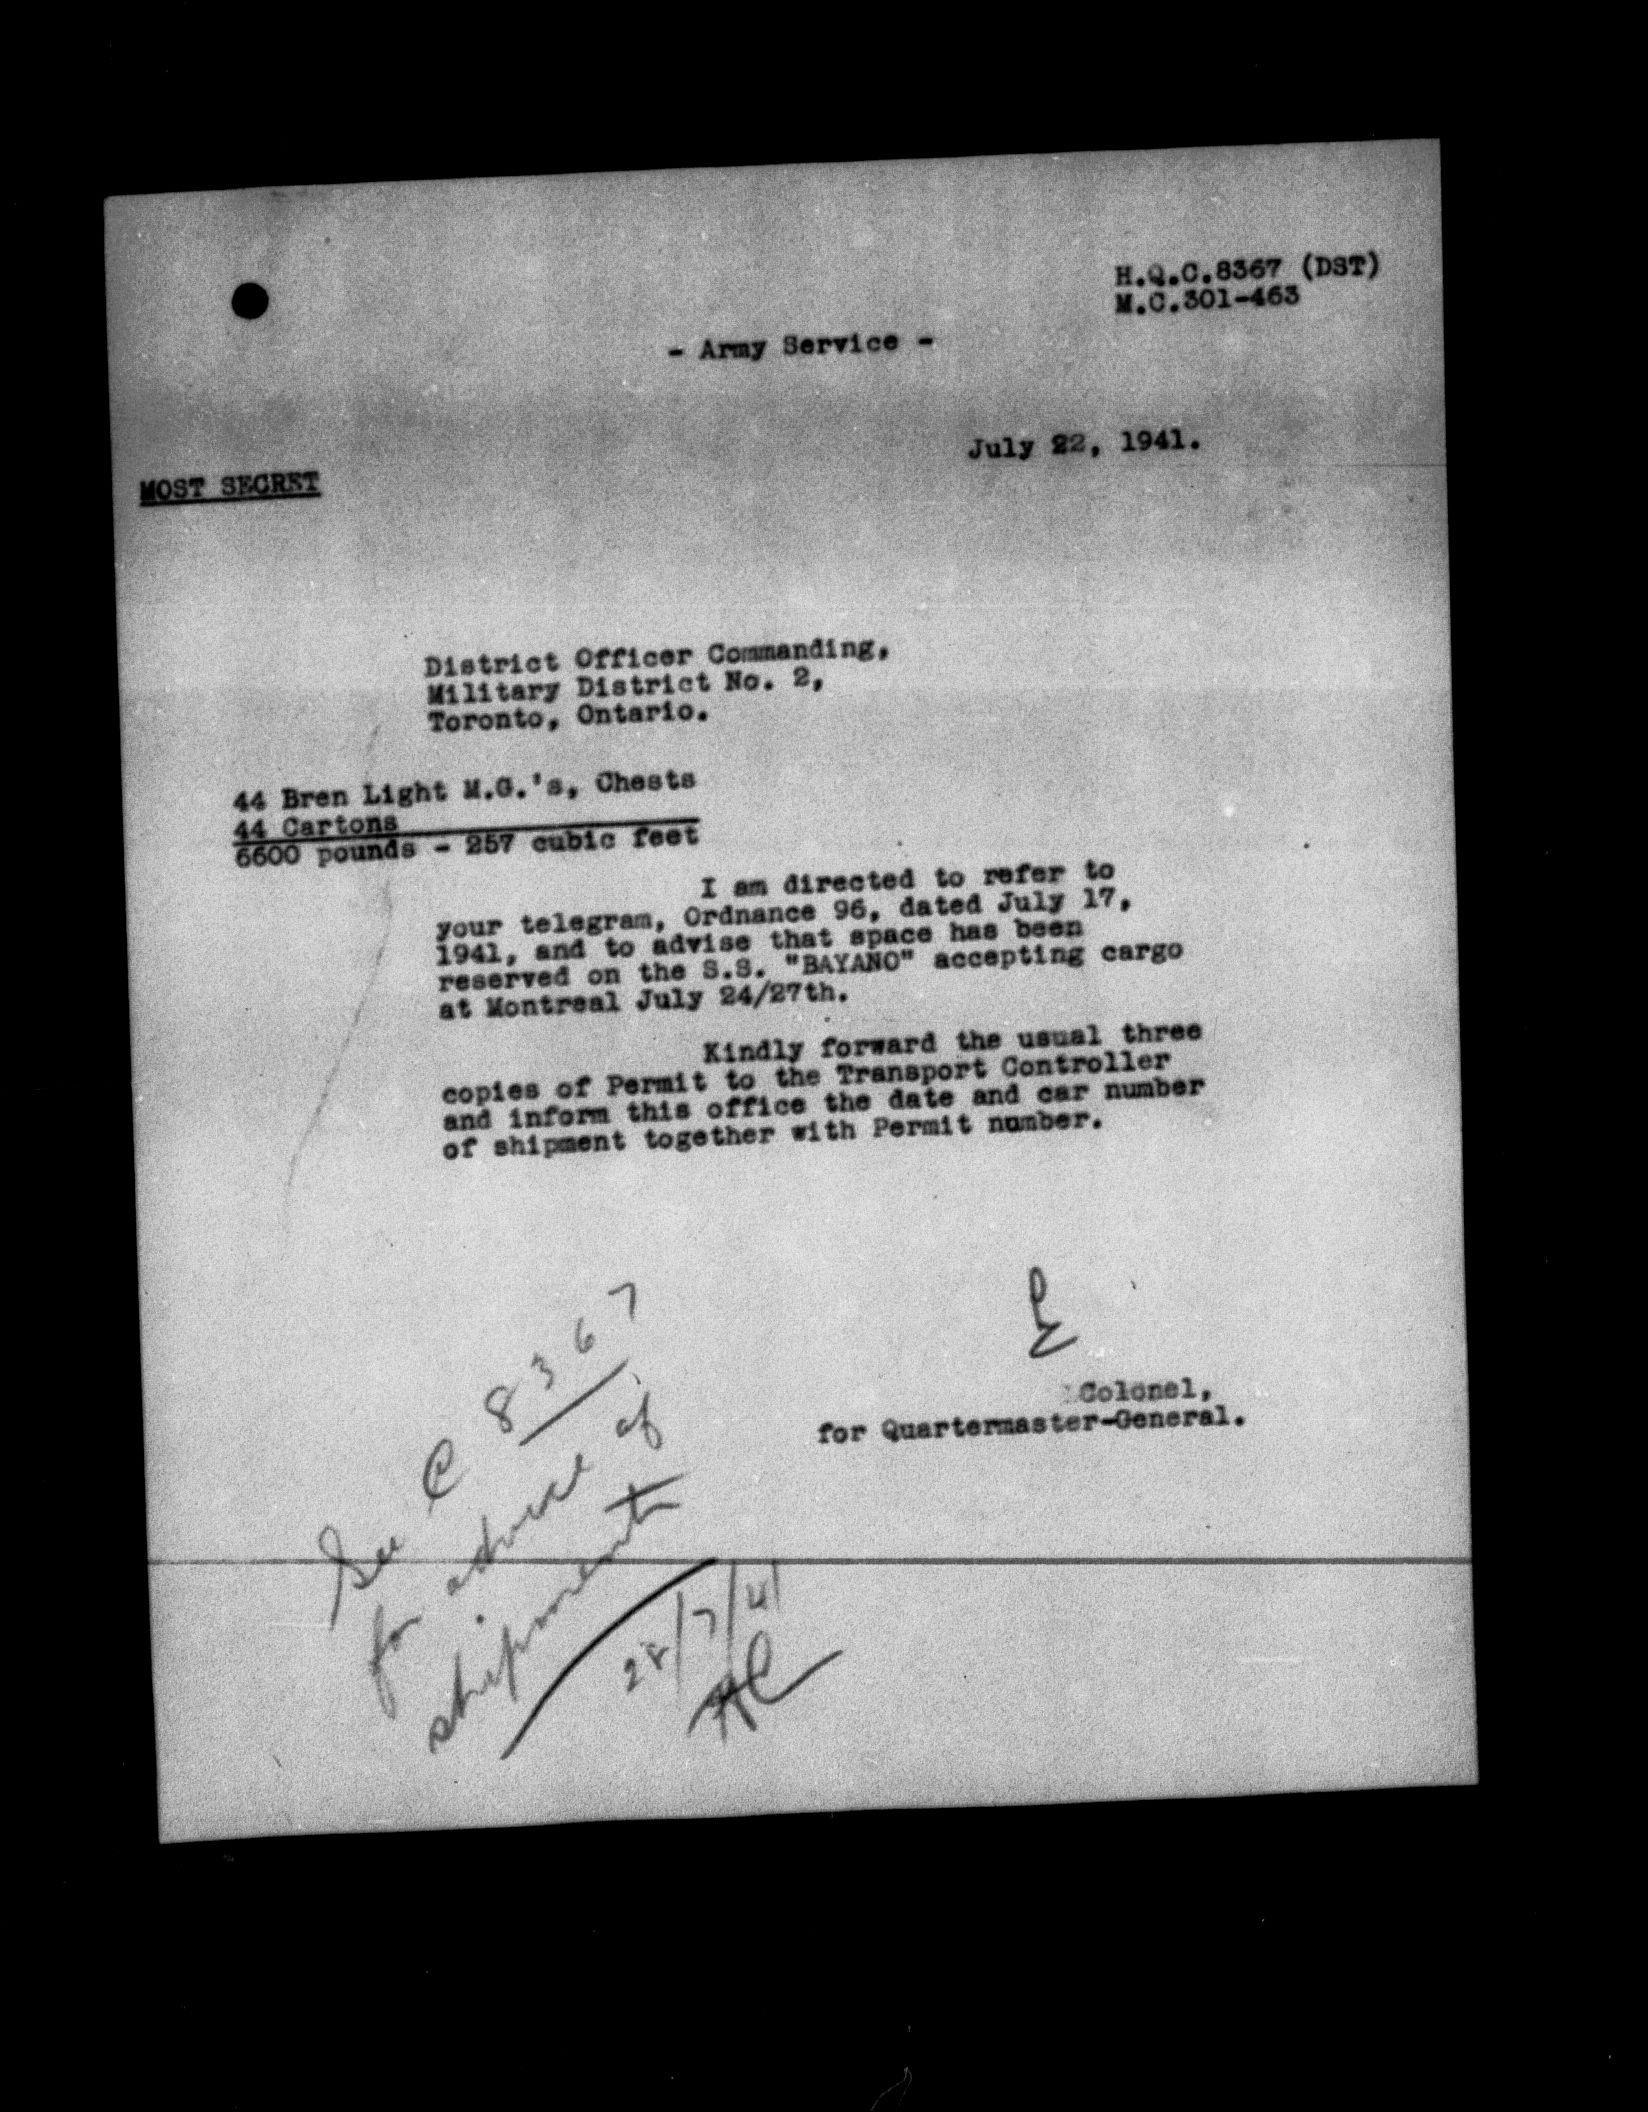 H.Q.C.8367 (DST)
M.C.301-463
- Army Service -
July 22, 1941.
MOST SECRET
District Officer Commanding,
Military District No. 2,
Toronto, Ontario.
44 Bren Light M.G.'s, Chests
44 Cartons
6600 pounds - 257 cubic feet
I am directed to refer to
your telegram, Ordnance 96, dated July 17,
1941, and to advise that space has been
reserved on the S.S. "BAYANO" accepting cargo
at Montreal July 24/27th.
Kindly forward the usual three
copies of Permit to the Transport Controller
and inform this office the date and car number
of shipment together with Permit number.
Colonel,
for Quartermaster-General.
See C 8367
for advice of
shipment
28/7/41